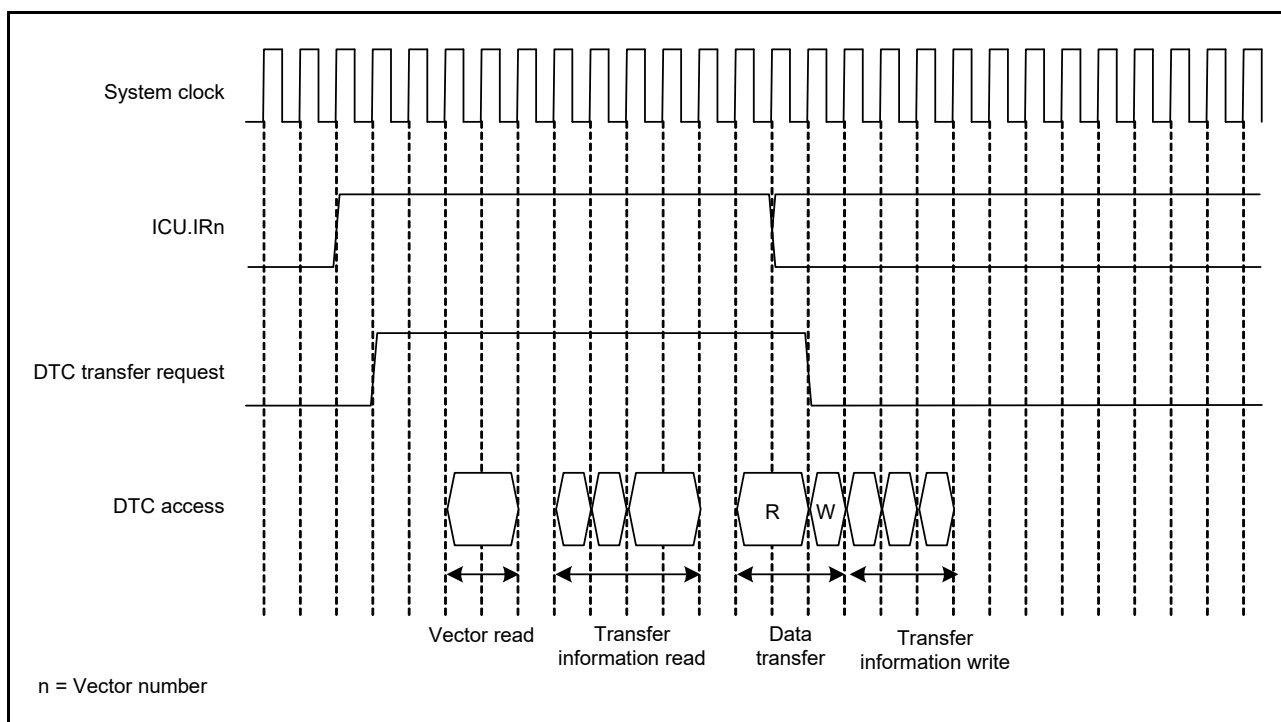 System clock
ICU.IRn
DTC transfer request
DTC access
R
W
Vector read
Transfer
information read
Data
transfer
Transfer
information write
n = Vector number